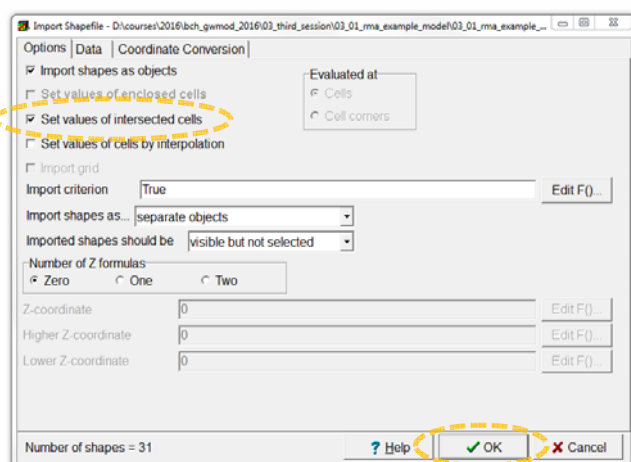 Import Shapefile - D:\courses\2016\bch_gwmod_2016\03_third_session\03_01_rma_example_model\03_01_rma_example_...
Options Data Coordinate Conversion
Import shapes as objects
Evaluated at
Set values of enclosed cells
Cells
Set values of intersected cells
Cell corners
Set values of cells by interpolation
Import grid
Import criterion True Edit F()...
Import shapes as... separate objects
Imported shapes should be visible but not selected
Number of Z formulas
Zero One Two
Z-coordinate 0 Edit F()...
Higher Z-coordinate 0 Edit F()...
Lower Z-coordinate 0 Edit F()...
Number of shapes = 31 ? Help OK Cancel